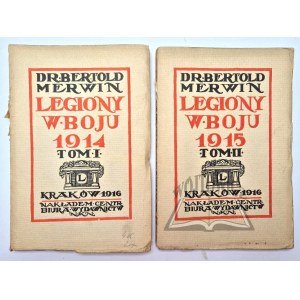 DR·BERTOLD
MERWIN
LEGIONY
W·BOJU
1914
TOM·I·
L
KRAKÓW 1916
NAKŁADEM·CENTR·
BIURA·WYDAWNICTW
N·K·N·
DR·BERTOLD
MERWIN
LEGIONY
W·BOJU
1915
TOM·II·
L
KRAKÓW·1916
NAKŁADEM·CENTR·
BIURA·WYDAWNICTW
N·K·N·